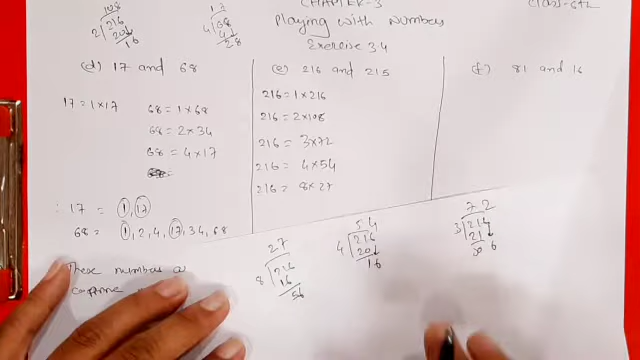 CHAPTER-3
Class-6th
Playing with Numbers
Exercise 3.4
108
2 216
20↓
16
17
4 68
4↓
28
(d) 17 and 68
17=1×17
68=1×68
68=2×34
68=4×17
17 = 1, 17
68 = 1, 2, 4, 17, 34, 68
These numbers a
(e) 216 and 215
216=1×216
216=2×108
216=3×72
216=4×54
216=8×27
27
8 216
16
56
54
4 216
20↓
16
(f) 81 and 16
72
3 216
21↓
6